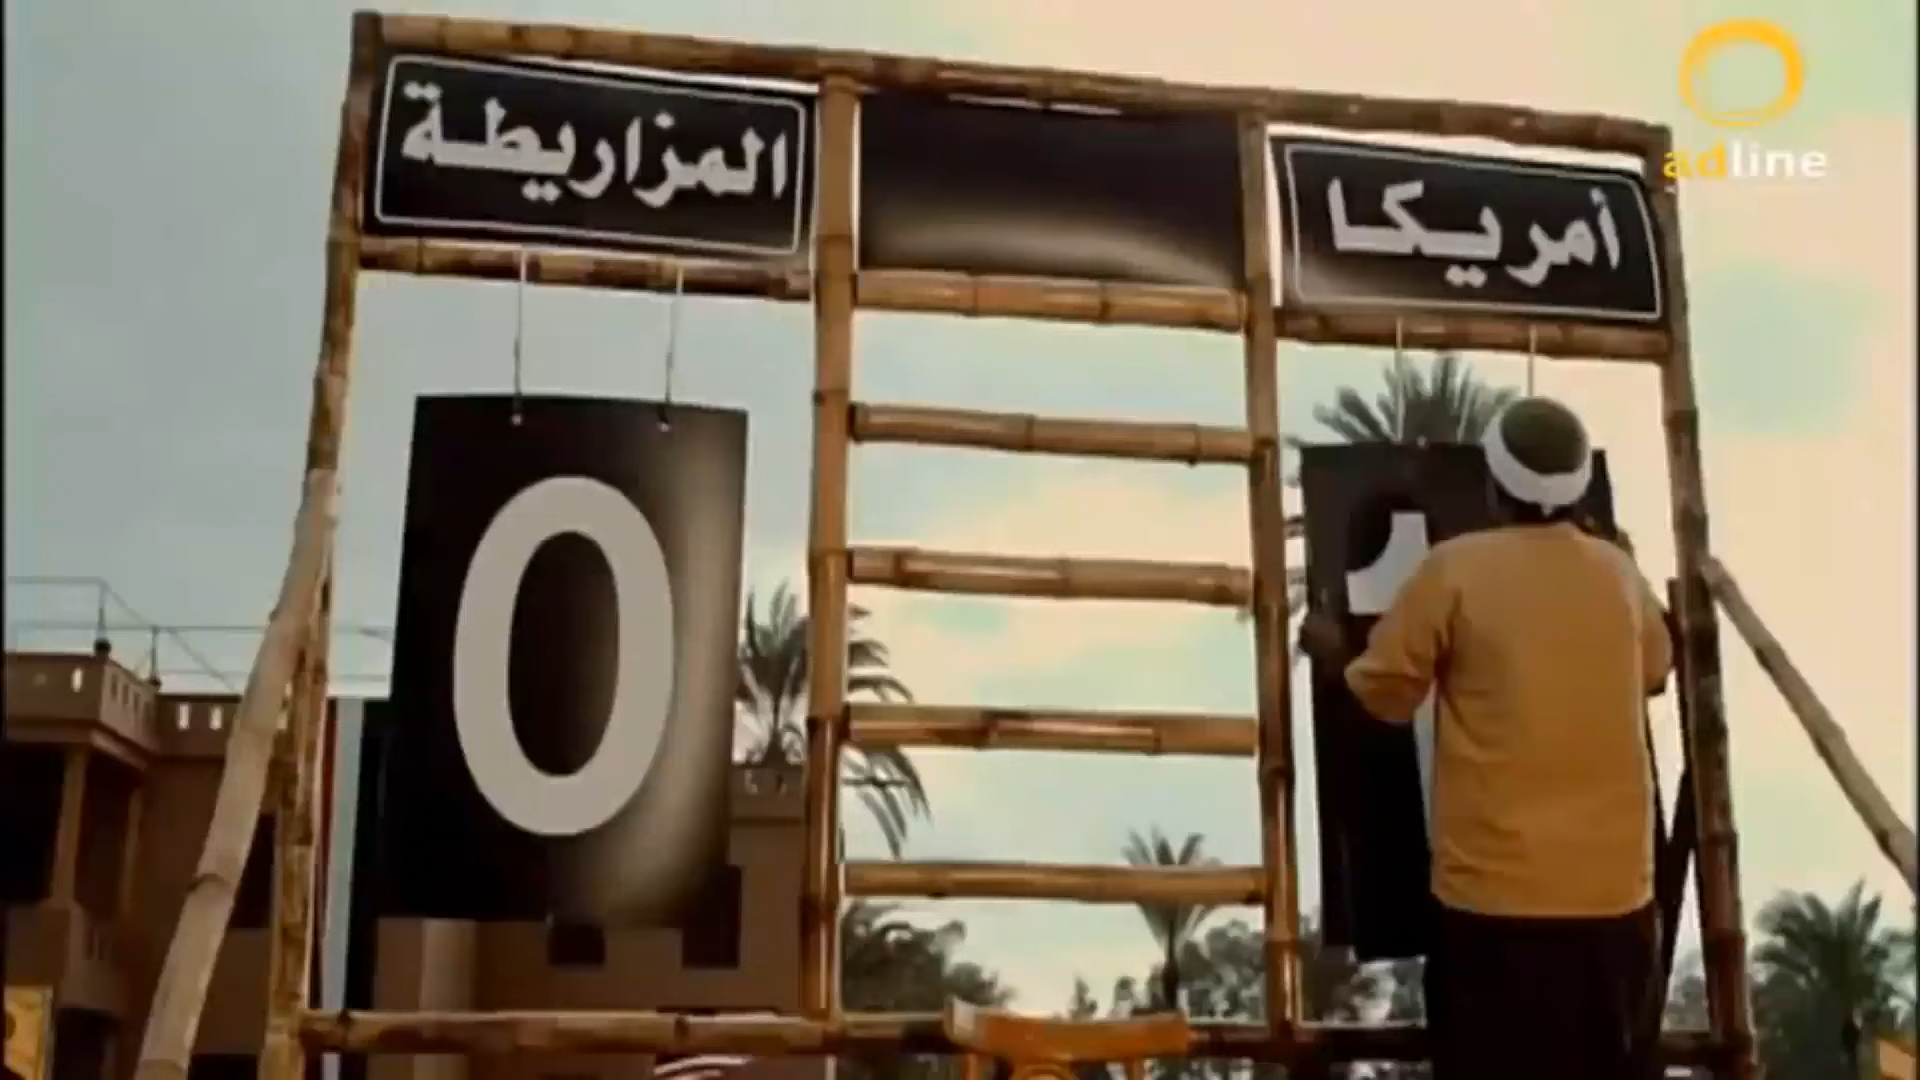 أمريكا
المزاريطة
0
adline